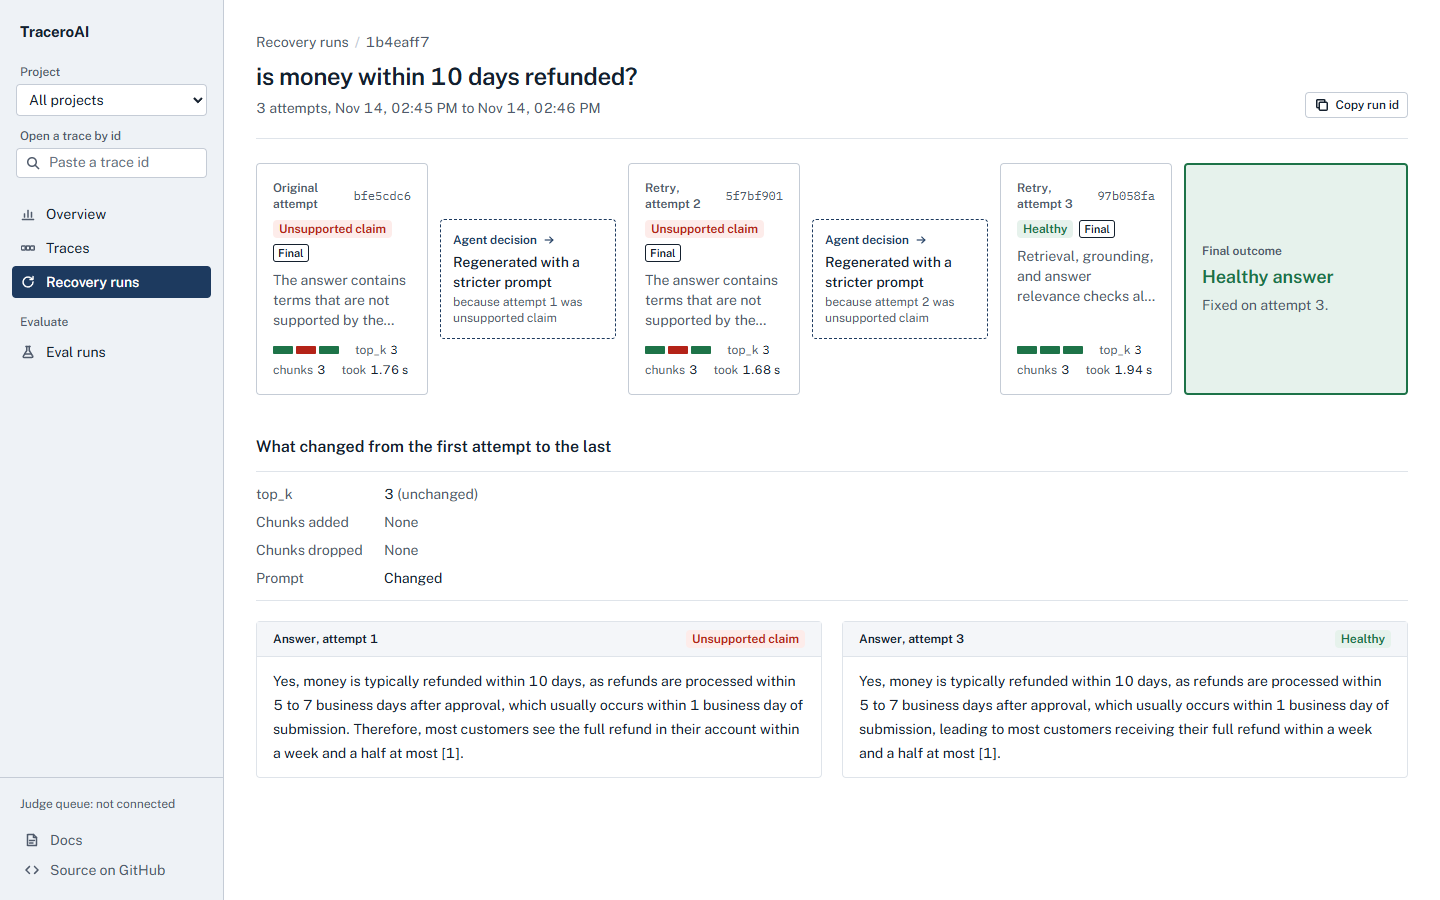 TraceroAI
Project
All projects
Open a trace by id
Paste a trace id
Overview
Traces
Recovery runs
Evaluate
Eval runs
Judge queue: not connected
Docs
Source on GitHub
Recovery runs / 1b4eaff7
is money within 10 days refunded?
3 attempts, Nov 14, 02:45 PM to Nov 14, 02:46 PM
Copy run id
Original
attempt
bfe5cdc6
Unsupported claim
Final
The answer contains
terms that are not
supported by the...
top_k 3
chunks 3 took 1.76 s
Agent decision →
Regenerated with a
stricter prompt
because attempt 1 was
unsupported claim
Retry,
attempt 2
5f7bf901
Unsupported claim
Final
The answer contains
terms that are not
supported by the...
top_k 3
chunks 3 took 1.68 s
Agent decision →
Regenerated with a
stricter prompt
because attempt 2 was
unsupported claim
Retry,
attempt 3
97b058fa
Healthy Final
Retrieval, grounding,
and answer
relevance checks al...
top_k 3
chunks 3 took 1.94 s
Final outcome
Healthy answer
Fixed on attempt 3.
What changed from the first attempt to the last
top_k 3 (unchanged)
Chunks added None
Chunks dropped None
Prompt Changed
Answer, attempt 1 Unsupported claim
Yes, money is typically refunded within 10 days, as refunds are processed within
5 to 7 business days after approval, which usually occurs within 1 business day of
submission. Therefore, most customers see the full refund in their account within
a week and a half at most [1].
Answer, attempt 3 Healthy
Yes, money is typically refunded within 10 days, as refunds are processed within
5 to 7 business days after approval, which usually occurs within 1 business day of
submission, leading to most customers receiving their full refund within a week
and a half at most [1].